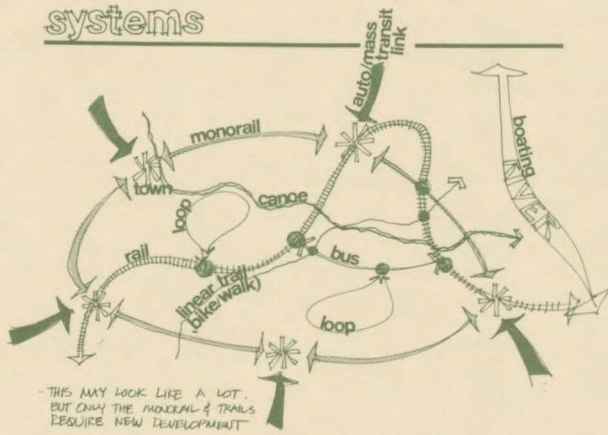 systems
auto/mass
transit
link
monorail
boating
RIVER
town
canoe
loop
rail
bus
linear trail
bike/walk)
loop
- THIS MAY LOOK LIKE A LOT.
BUT ONLY THE MONORAIL & TRAILS
REQUIRE NEW DEVELOPMENT